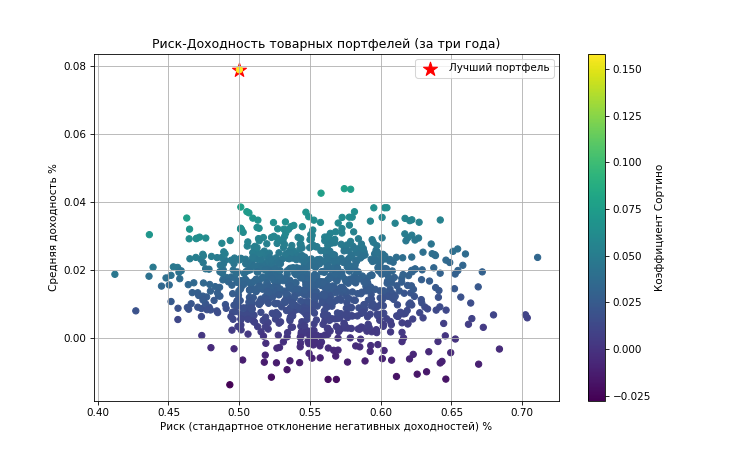 Риск-Доходность товарных портфелей (за три года)
Лучший портфель
Средняя доходность %
0.08
0.06
0.04
0.02
0.00
0.40 0.45 0.50 0.55 0.60 0.65 0.70
Риск (стандартное отклонение негативных доходностей) %
0.150
0.125
0.100
0.075
0.050
0.025
0.000
−0.025
Коэффициент Сортино